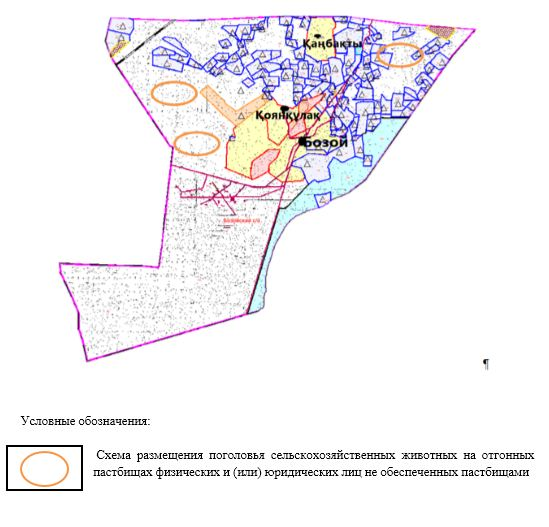 Қаңбақты
Қоянқұлақ
БОЗОЙ
¶
Условные обозначения:
Схема размещения поголовья сельскохозяйственных животных на отгонных
пастбищах физических и (или) юридических лиц не обеспеченных пастбищами